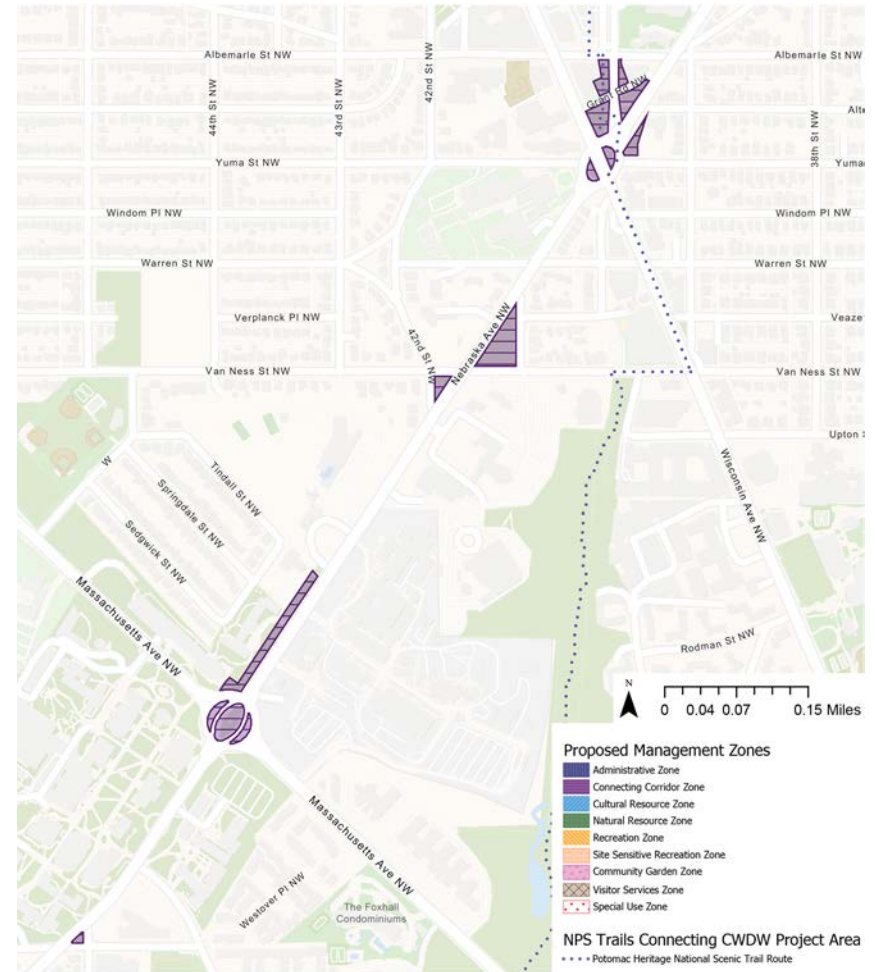 Albemarle St NW
Albemarle St NW
42nd St NW
44th St NW
43rd St NW
Grant Rd NW
Alte
38th St NW
Yuma St NW
Yuma
Windom Pl NW
Windom Pl NW
Warren St NW
Warren St NW
Verplanck Pl NW
Veaze
42nd St NW
Nebraska Ave NW
Van Ness St NW
Van Ness St NW
Upton
W
Tindall St NW
Springdale St NW
Sedgwick St NW
Wisconsin Ave NW
Massachusetts Ave NW
Rodman St NW
N
0 0.04 0.07 0.15 Miles
Massachusetts Ave NW
Westover Pl NW
The Foxhall
Condominiums
Proposed Management Zones
Administrative Zone
Connecting Corridor Zone
Cultural Resource Zone
Natural Resource Zone
Recreation Zone
Site Sensitive Recreation Zone
Community Garden Zone
Visitor Services Zone
Special Use Zone
NPS Trails Connecting CWDW Project Area
Potomac Heritage National Scenic Trail Route